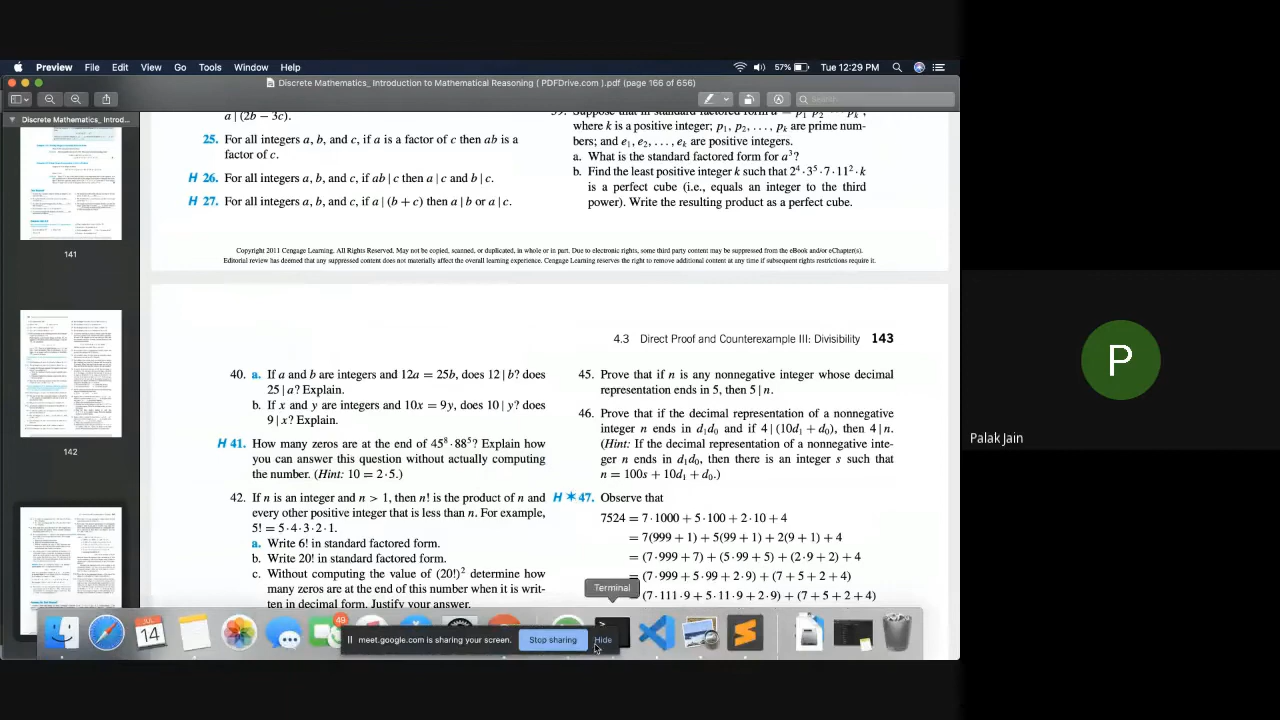 Preview File Edit View Go Tools Window Help
57% Tue 12:29 PM
Discrete Mathematics_ Introduction to Mathematical Reasoning ( PDFDrive.com ).pdf (page 166 of 656)
Search
Discrete Mathematics_ Introd...
141
142
a | (2b − 3c).
25. For all integers a, b, and c, if a is a factor of c then
factor of c.
H 26. For all integers a, b, and c, if ab | c then a | c and b | c.
H 27. For all integers a, b, and c, if a | (b + c) then a | b or a | c.
where k is a positive integer; p1, p2, . . . , pk are prime num-
bers; and e1, e2, . . . , ek are positive integers.
What is the standard factored form for
Find the least positive integer k such that
is a perfect cube (i.e., equals an integer to the third
power). Write the resulting product as a perfect cube.
Copyright 2011 Cengage Learning. All Rights Reserved. May not be copied, scanned, or duplicated, in whole or in part. Due to electronic rights, some third party content may be suppressed from the eBook and/or eChapter(s).
Editorial review has deemed that any suppressed content does not materially affect the overall learning experience. Cengage Learning reserves the right to remove additional content at any time if subsequent rights restrictions require it.
4.3 Direct Proof and Counterexample III: Divisibility 143
If a and b are integers and 12a = 25b, does
25 | a? Explain.
If x and y are integers and 10x = 9y, does
9 | x? Explain.
H 41. How many zeros are at the end of 45⁸·88⁵? Explain how
you can answer this question without actually computing
the number. (Hint: 10 = 2·5.)
42. If n is an integer and n > 1, then n! is the product of n and
every other positive integer that is less than n. For example,
= 5·4·3·2·1.
a. Write 6! in standard factored form.
in standard factored form.
Without computing the value of (20!)² determine how
many zeros are at the end of this number when it is writ-
ten in decimal form. Justify your answer.
45. Prove that if n is any nonnegative integer whose decimal
representation ends in 5, then 5 | n.
46. Prove that if the decimal representation of a nonnegative
integer n ends in d1d0 and if 4 | (10d1 + d0), then 4 | n.
(Hint: If the decimal representation of a nonnegative inte-
ger n ends in d1d0, then there is an integer s such that
n = 100s + 10d1 + d0.)
H ✶ 47. Observe that
7524 = 7·1000 + 5·100 + 2·10 + 4
= 7(999 + 1) + 5(99 + 1) + 2(9 + 1) + 4
= (7·999 + 7) + (5·99 + 5) + (2·9 + 2) + 4
= (7·999 + 5·99 + 2·9) + (7 + 5 + 2 + 4)
= (7·111·9 + 5·11·9 + 2·9) + (7 + 5 + 2 + 4)
Terminal
JUL
14
49
meet.google.com is sharing your screen. Stop sharing Hide
P
Palak Jain